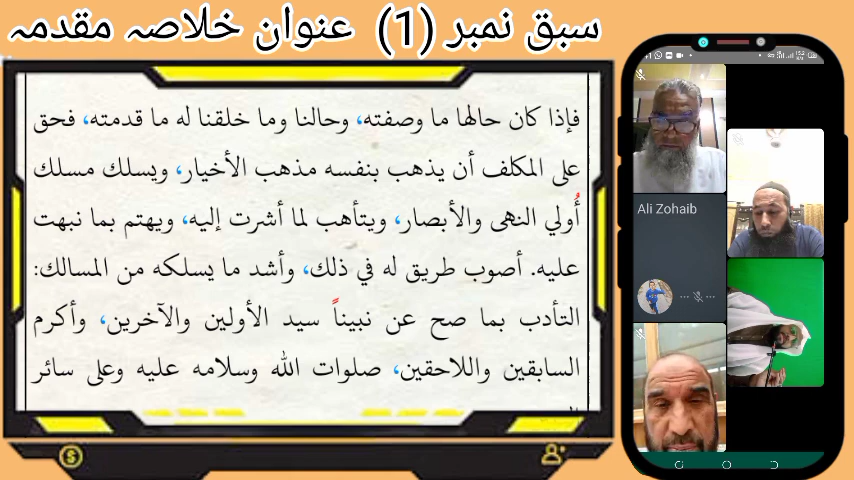 سبق نمبر (1) عنوان خلاصہ مقدمہ
فإذا كان حالها ما وصفته، وحالنا وما خلقنا له ما قدمته، فحق
على المكلف أن يذهب بنفسه مذهب الأخيار، ويسلك مسلك
أُولي النهى والأبصار، ويتأهب لما أشرت إليه، ويهتم بما نبهت
عليه. أصوب طريق له في ذلك، وأشد ما يسلكه من المسالك:
التأدب بما صح عن نبيناً سيد الأولين والآخرين، وأكرم
السابقين واللاحقين، صلوات الله وسلامه عليه وعلى سائر
Ali Zohaib